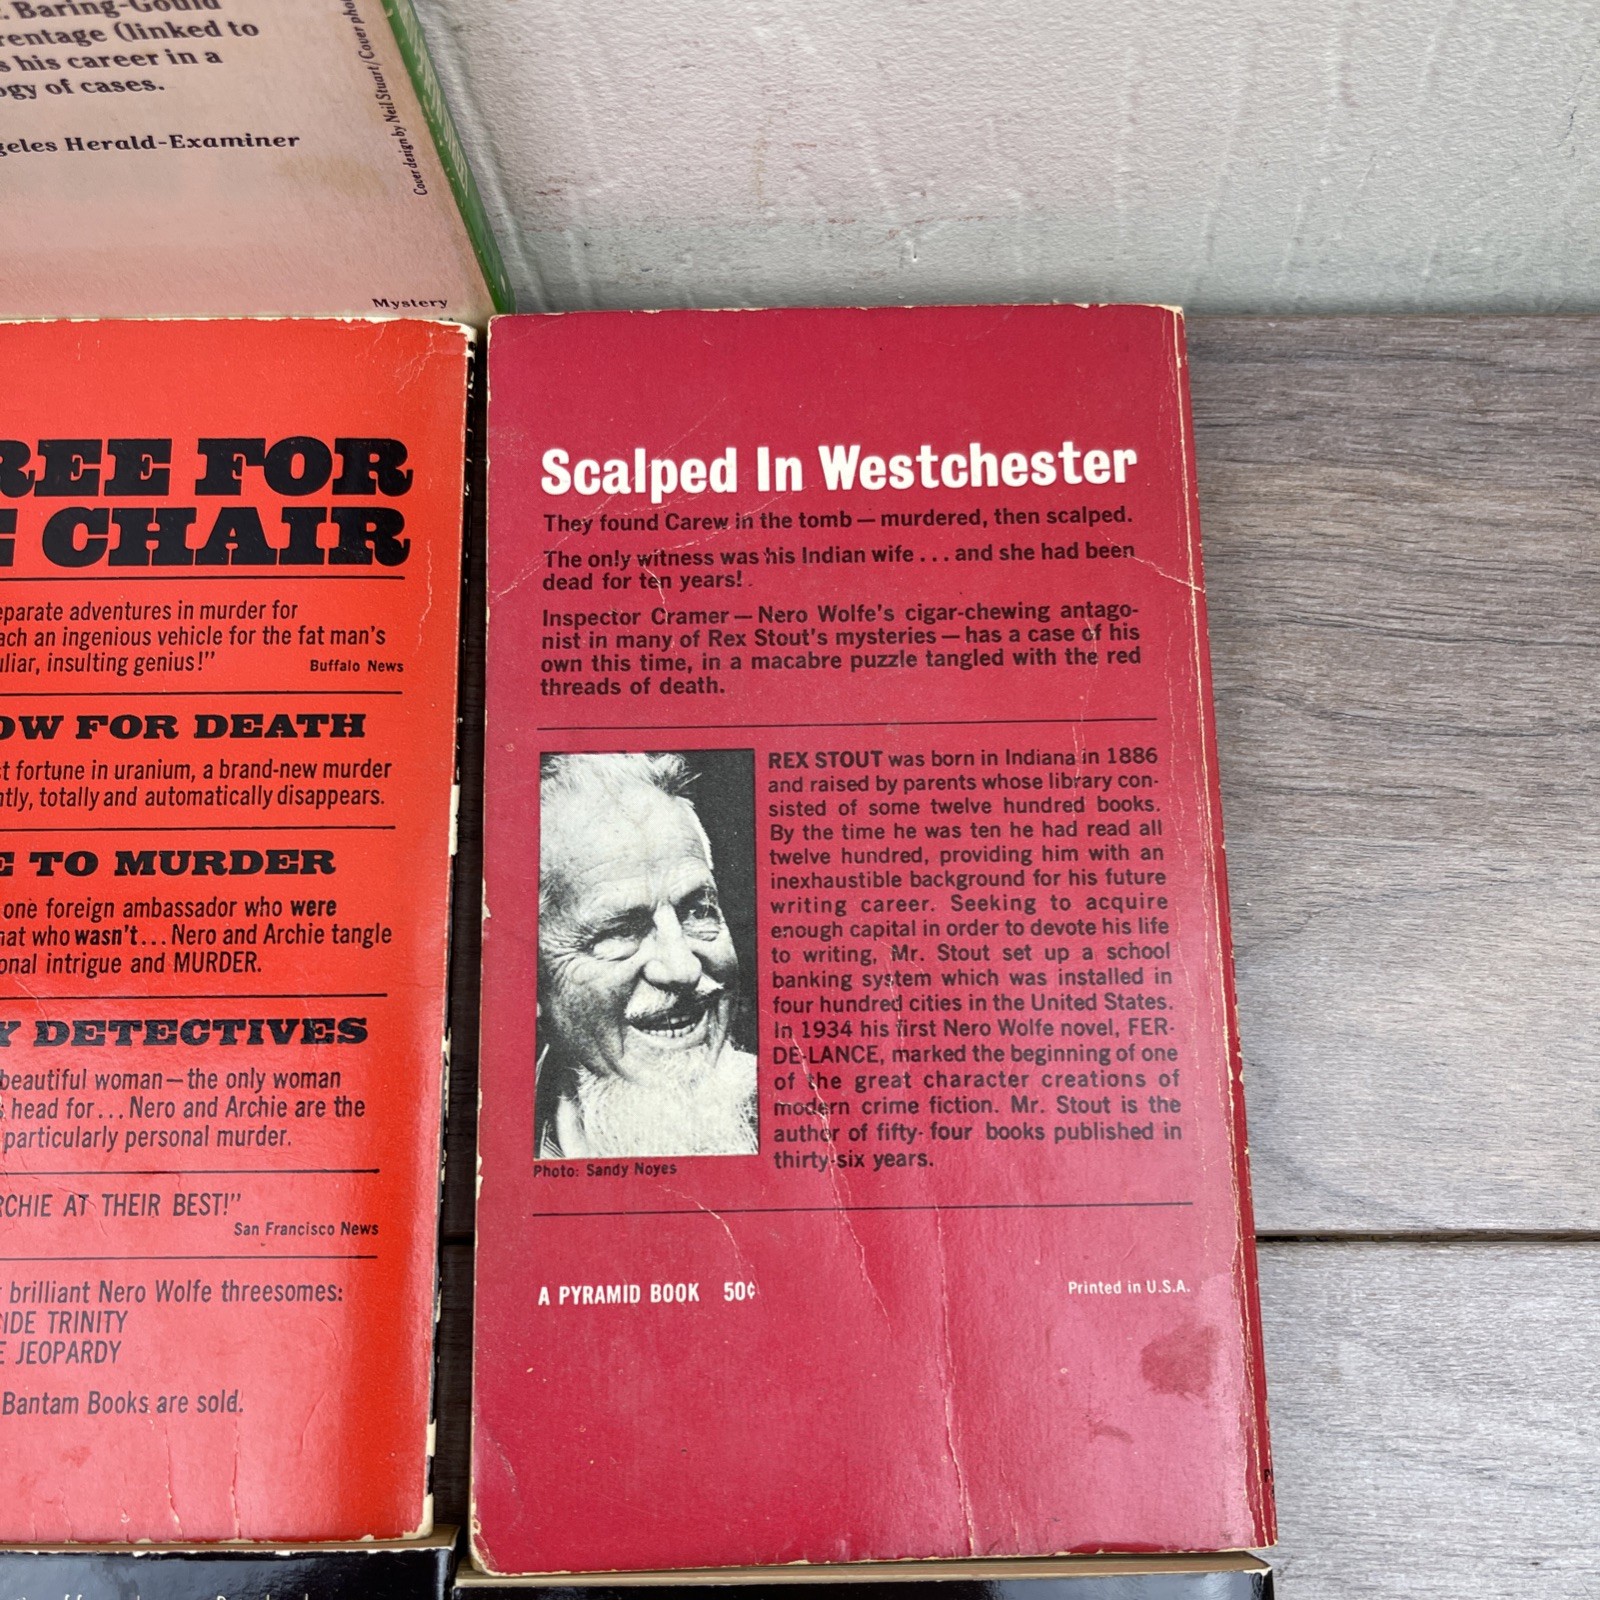 Baring-Gould
(linked to
his career in a
of cases.
Herald-Examiner
Cover design by Neil Stuart/Cover
Mystery
FOR
CHAIR
adventures in murder for
an ingenious vehicle for the fat man's
insulting genius!"
Buffalo News
FOR DEATH
fortune in uranium, a brand-new murder
totally and automatically disappears.
TO MURDER
one foreign ambassador who were
who wasn't... Nero and Archie tangle
intrigue and MURDER.
DETECTIVES
beautiful woman—the only woman
head for... Nero and Archie are the
particularly personal murder.
AT THEIR BEST!"
San Francisco News
brilliant Nero Wolfe threesomes:
TRINITY
JEOPARDY
Bantam Books are sold.
Scalped In Westchester
They found Carew in the tomb — murdered, then scalped.
The only witness was his Indian wife . . . and she had been
dead for ten years!
Inspector Cramer — Nero Wolfe's cigar-chewing antago-
nist in many of Rex Stout's mysteries — has a case of his
own this time, in a macabre puzzle tangled with the red
threads of death.
REX STOUT was born in Indiana in 1886
and raised by parents whose library con-
sisted of some twelve hundred books.
By the time he was ten he had read all
twelve hundred, providing him with an
inexhaustible background for his future
writing career. Seeking to acquire
enough capital in order to devote his life
to writing, Mr. Stout set up a school
banking system which was installed in
four hundred cities in the United States.
In 1934 his first Nero Wolfe novel, FER-
DE-LANCE, marked the beginning of one
of the great character creations of
modern crime fiction. Mr. Stout is the
author of fifty-four books published in
thirty-six years.
Photo: Sandy Noyes
A PYRAMID BOOK 50¢
Printed in U.S.A.